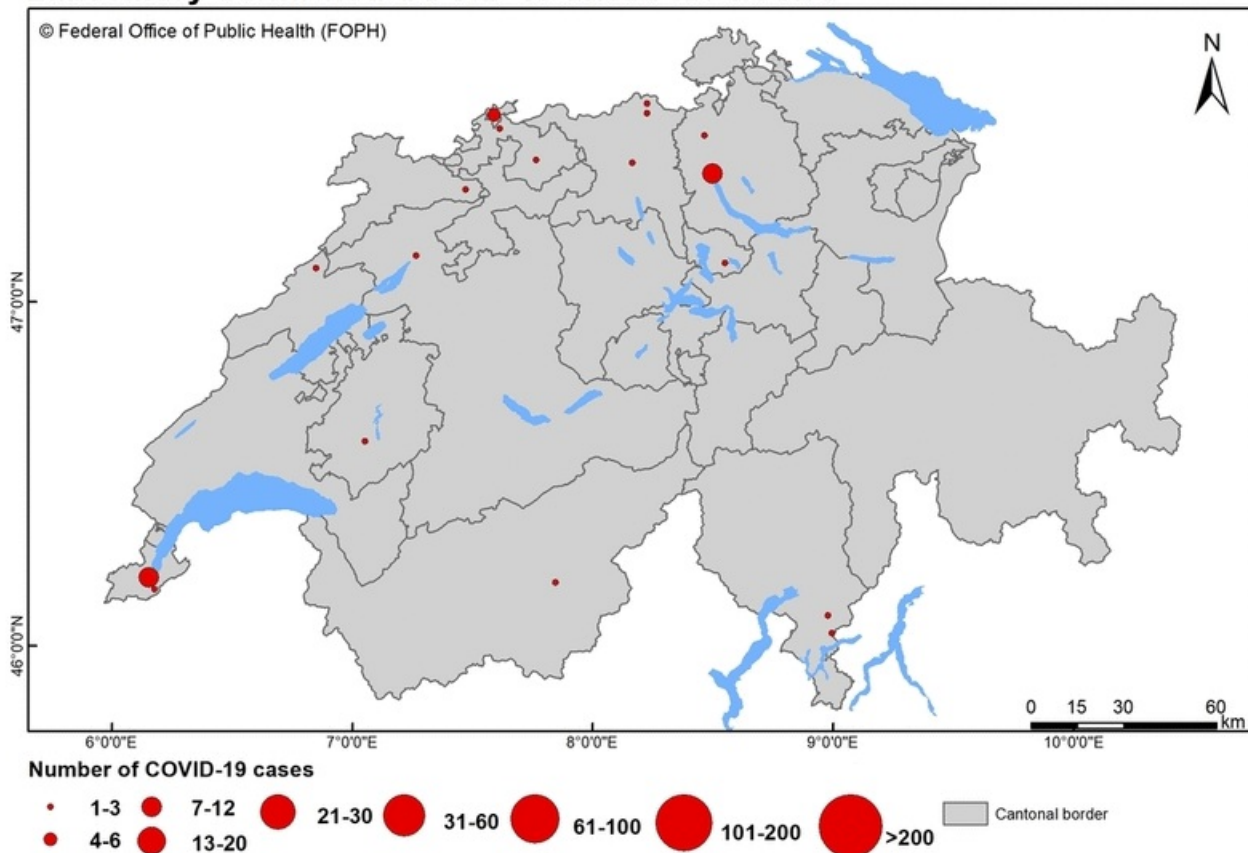 © Federal Office of Public Health (FOPH)
N
47°0'0"N
46°0'0"N
0 15 30 60
km
6°0'0"E 7°0'0"E 8°0'0"E 9°0'0"E 10°0'0"E
Number of COVID-19 cases
1-3 7-12 21-30 31-60 61-100 101-200 >200 Cantonal border
4-6 13-20